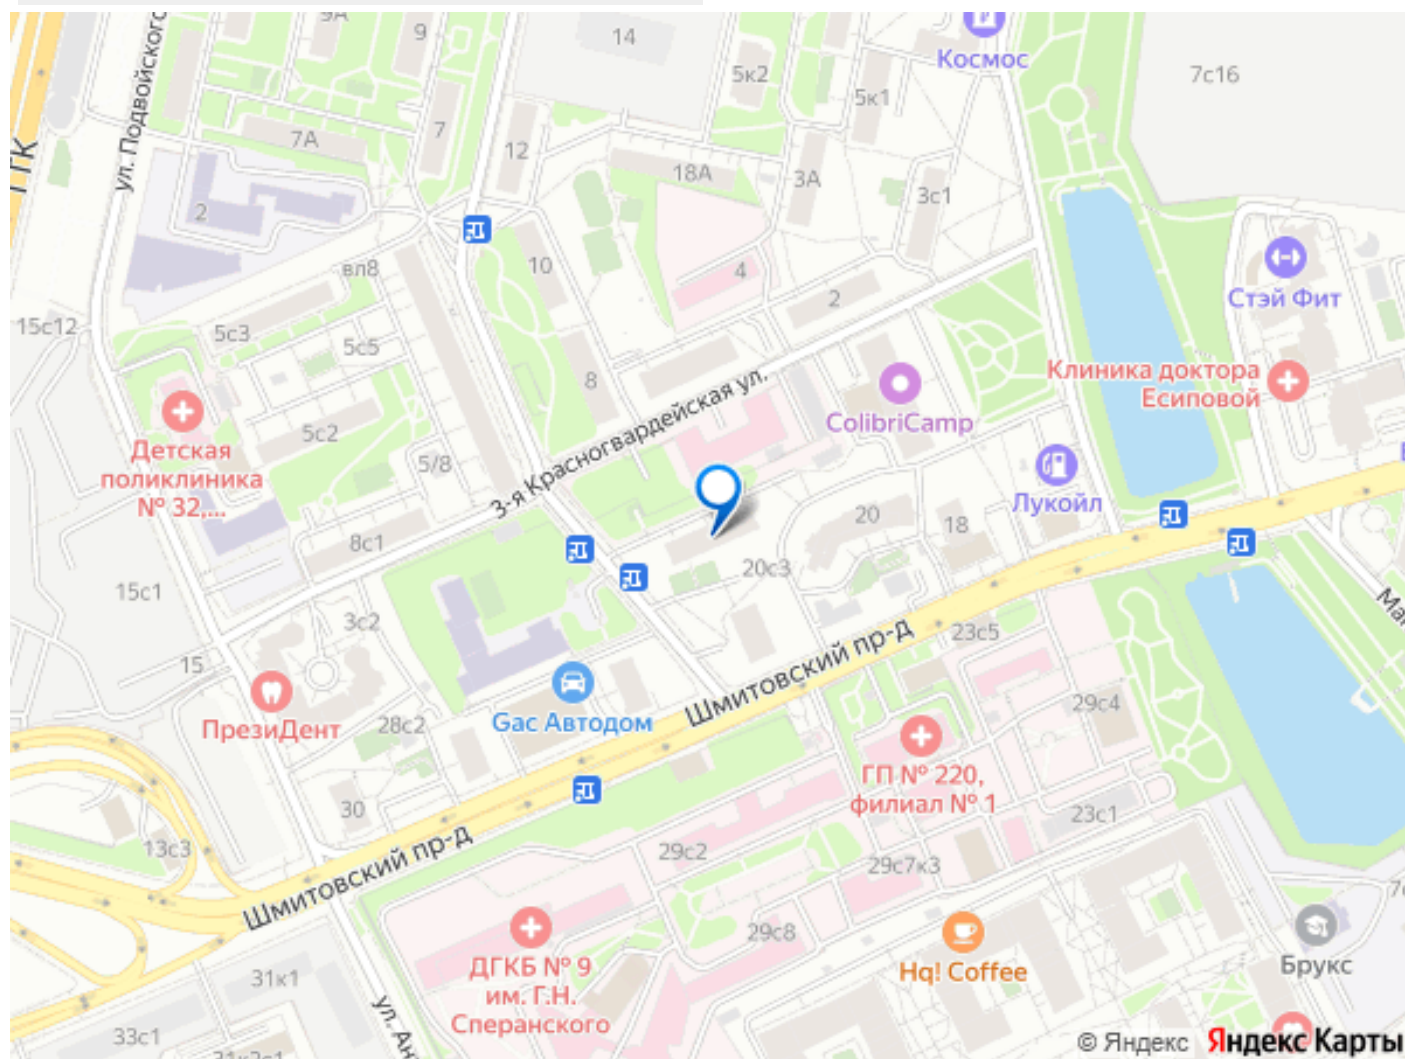 9А
9
14
Космос
5к2
7с16
5к1
ул. Подвойского
7А
7
12
ТТК
18А
3А
3с1
2
10
вл8
4
Стэй Фит
2
15с12
5с3
5с5
8
Клиника доктора
Есиповой
ColibriCamp
3-я Красногвардейская ул.
5с2
Детская
поликлиника
№ 32,...
5/8
Лукойл
20
18
8с1
20с3
15с1
3с2
23с5
15
Шмитовский пр-д
ПрезиДент
28с2
Gac Автодом
29с4
ГП № 220,
филиал № 1
30
23с1
13с3
29с2
29с7к3
Шмитовский пр-д
29с8
ДГКБ № 9
им. Г.Н.
Сперанского
Hq! Coffee
Брукс
31к1
33с1
© Яндекс Яндекс Карты